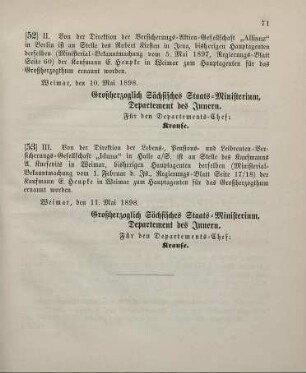 71
[52] II. Von der Direktion der Versicherungs-Aktien-Gesellschaft „Allianz“
in Berlin ist an Stelle des Robert Kirsten in Jena, bisherigen Hauptagenten
derselben (Ministerial-Bekanntmachung vom 5. Mai 1897, Regierungs-Blatt
Seite 60) der Kaufmann E. Hempke in Weimar zum Hauptagenten für das
Großherzogthum ernannt worden.
Weimar, den 10. Mai 1898.
Großherzoglich Sächsisches Staats-Ministerium,
Departement des Innern.
Für den Departements-Chef:
Krause.
[53] III. Von der Direktion der Lebens-, Pensions- und Leibrenten-Ver-
sicherungs-Gesellschaft „Iduna“ in Halle a/S. ist an Stelle des Kaufmanns
in Weimar, bisherigen Hauptagenten derselben (Ministerial-
Bekanntmachung vom 1. Februar d. Js., Regierungs-Blatt Seite 17/18) der
Kaufmann E. Hempke in Weimar zum Hauptagenten für das Großherzogthum
ernannt worden.
Weimar, den 11. Mai 1898.
Großherzoglich Sächsisches Staats-Ministerium,
Departement des Innern.
Für den Departements-Chef:
Krause.